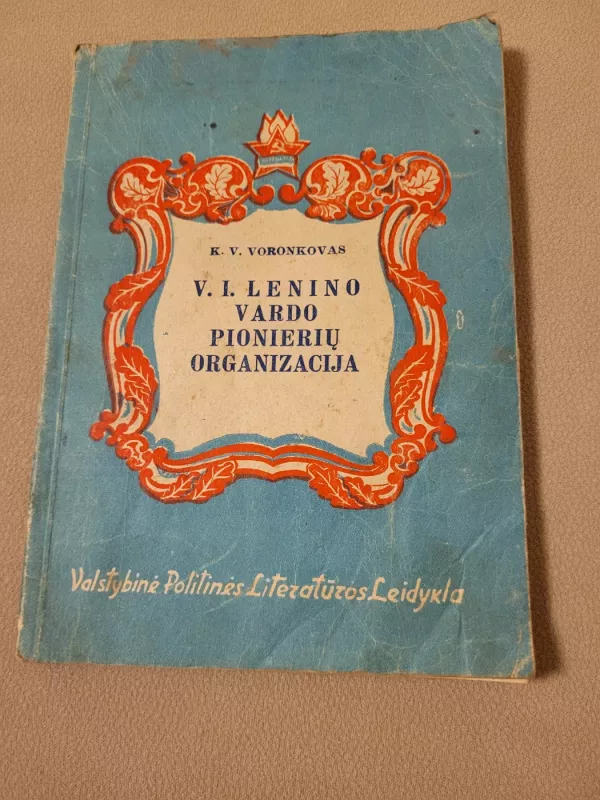 K. V. VORONKOVAS
V. I. LENINO
VARDO
PIONIERIŲ
ORGANIZACIJA
Valstybinė Politinės Literatūros Leidykla